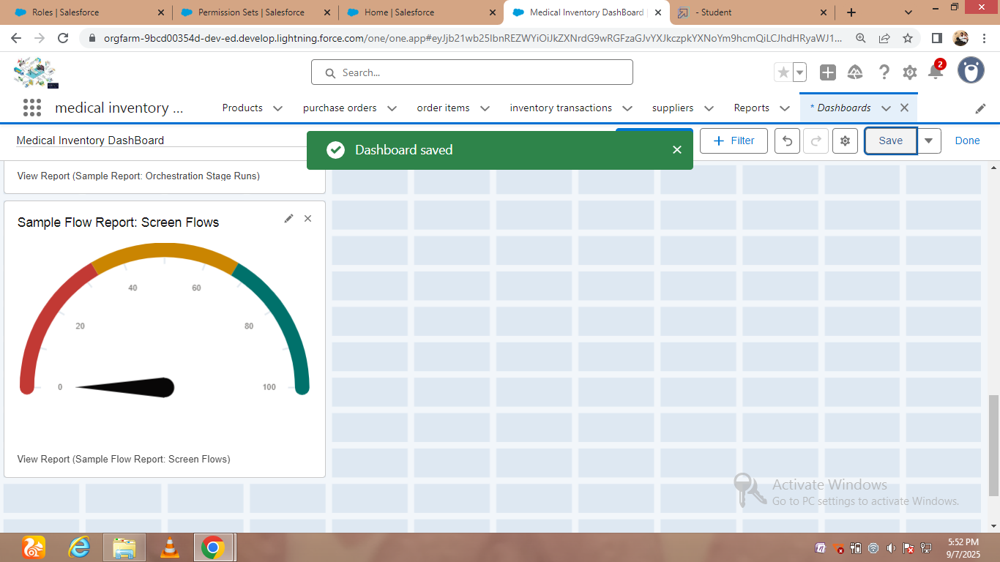 Roles | Salesforce
Permission Sets | Salesforce
Home | Salesforce
Medical Inventory DashBoard |
- Student
orgfarm-9bcd00354d-dev-ed.develop.lightning.force.com/one/one.app#eyJjb21wb25lbnREZWYiOiJkZXNrdG9wRGFzaGJvYXJkczpkYXNoYm9hcmQiLCJhdHRyaWJ1...
Search...
2
medical inventory ...
Products
purchase orders
order items
inventory transactions
suppliers
Reports
* Dashboards
Medical Inventory DashBoard
Dashboard saved
+ Filter
Save
Done
View Report (Sample Report: Orchestration Stage Runs)
Sample Flow Report: Screen Flows
40
60
20
80
0
100
View Report (Sample Flow Report: Screen Flows)
Activate Windows
Go to PC settings to activate Windows.
5:52 PM
9/7/2025